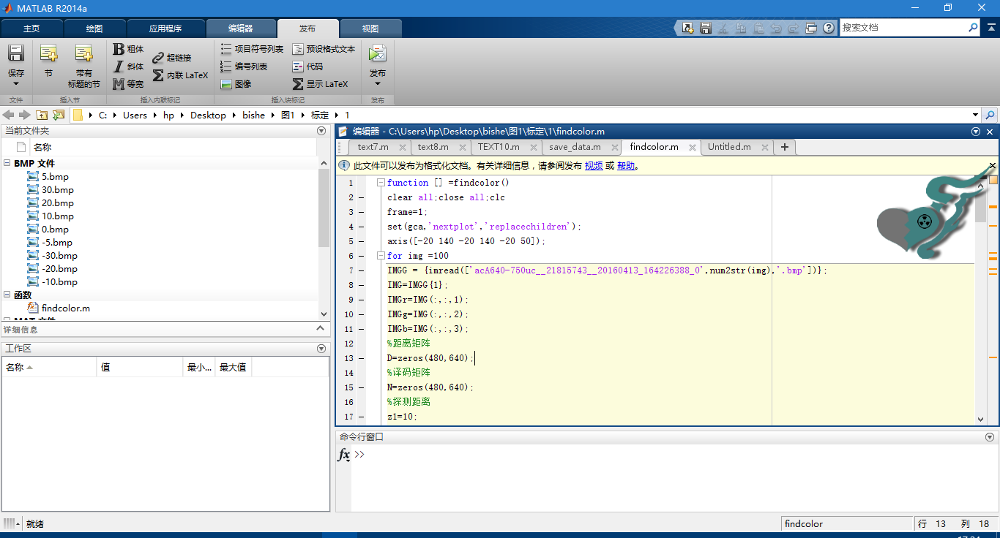 MATLAB R2014a
主页 绘图 应用程序 编辑器 发布 视图
搜索文档
保存
节
带有
标题的节
粗体
斜体
等宽
超链接
内联 LaTeX
项目符号列表
编号列表
图像
预设格式文本
代码
显示 LaTeX
发布
文件 插入节 插入内联标记 插入块标记 发布
C: Users hp Desktop bishe 图1 标定 1
当前文件夹
名称
BMP 文件
5.bmp
30.bmp
20.bmp
10.bmp
0.bmp
-5.bmp
-30.bmp
-20.bmp
-10.bmp
函数
findcolor.m
详细信息
工作区
名称 值 最小... 最大值
编辑器 - C:\Users\hp\Desktop\bishe\图1\标定\1\findcolor.m
text7.m text8.m TEXT10.m save_data.m findcolor.m Untitled.m +
此文件可以发布为格式化文档。有关详细信息，请参阅发布 视频 或 帮助。
1 function [] =findcolor()
2 – clear all;close all;clc
3 – frame=1;
4 – set(gca,'nextplot','replacechildren');
5 – axis([-20 140 -20 140 -20 50]);
6 – for img =100
7 – IMGG = {imread(['acA640-750uc__21815743__20160413_164226388_0',num2str(img),'.bmp'])};
8 – IMG=IMGG{1};
9 – IMGr=IMG(:,:,1);
10 – IMGg=IMG(:,:,2);
11 – IMGb=IMG(:,:,3);
12 %距离矩阵
13 – D=zeros(480,640);
14 %译码矩阵
15 – N=zeros(480,640);
16 %探测距离
17 – z1=10;
命令行窗口
fx >>
就绪
findcolor 行 13 列 18